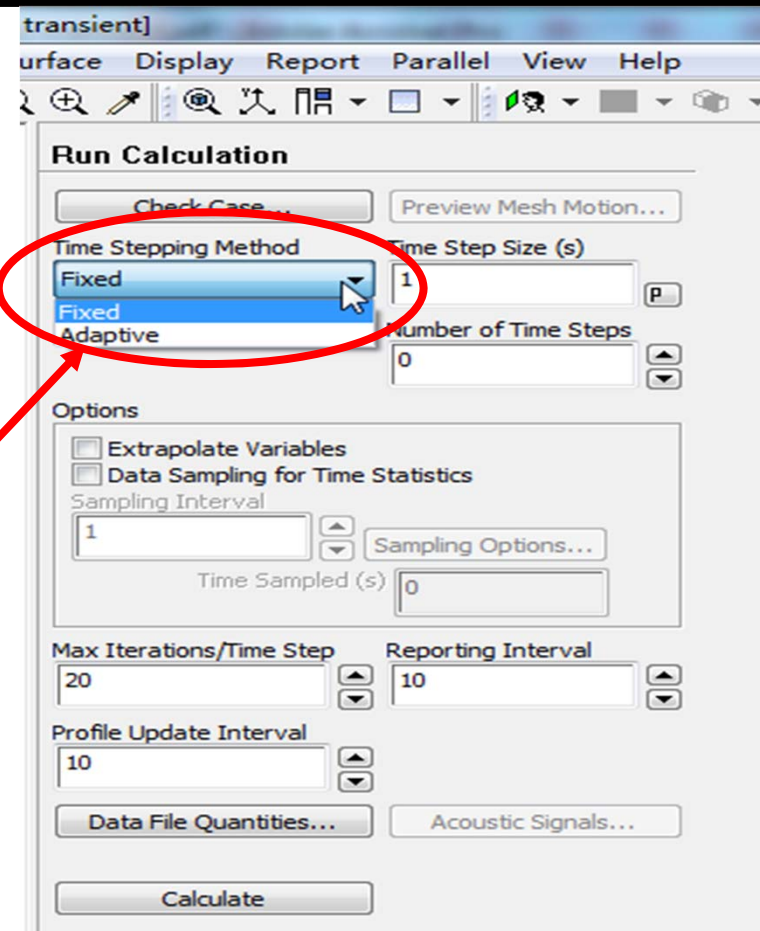 transient]
urface Display Report Parallel View Help
Run Calculation
Check Case... Preview Mesh Motion...
Time Stepping Method Time Step Size (s)
Fixed 1
P
Fixed
Adaptive Number of Time Steps
0
Options
Extrapolate Variables
Data Sampling for Time Statistics
Sampling Interval
1 Sampling Options...
Time Sampled (s) 0
Max Iterations/Time Step Reporting Interval
20 10
Profile Update Interval
10
Data File Quantities... Acoustic Signals...
Calculate